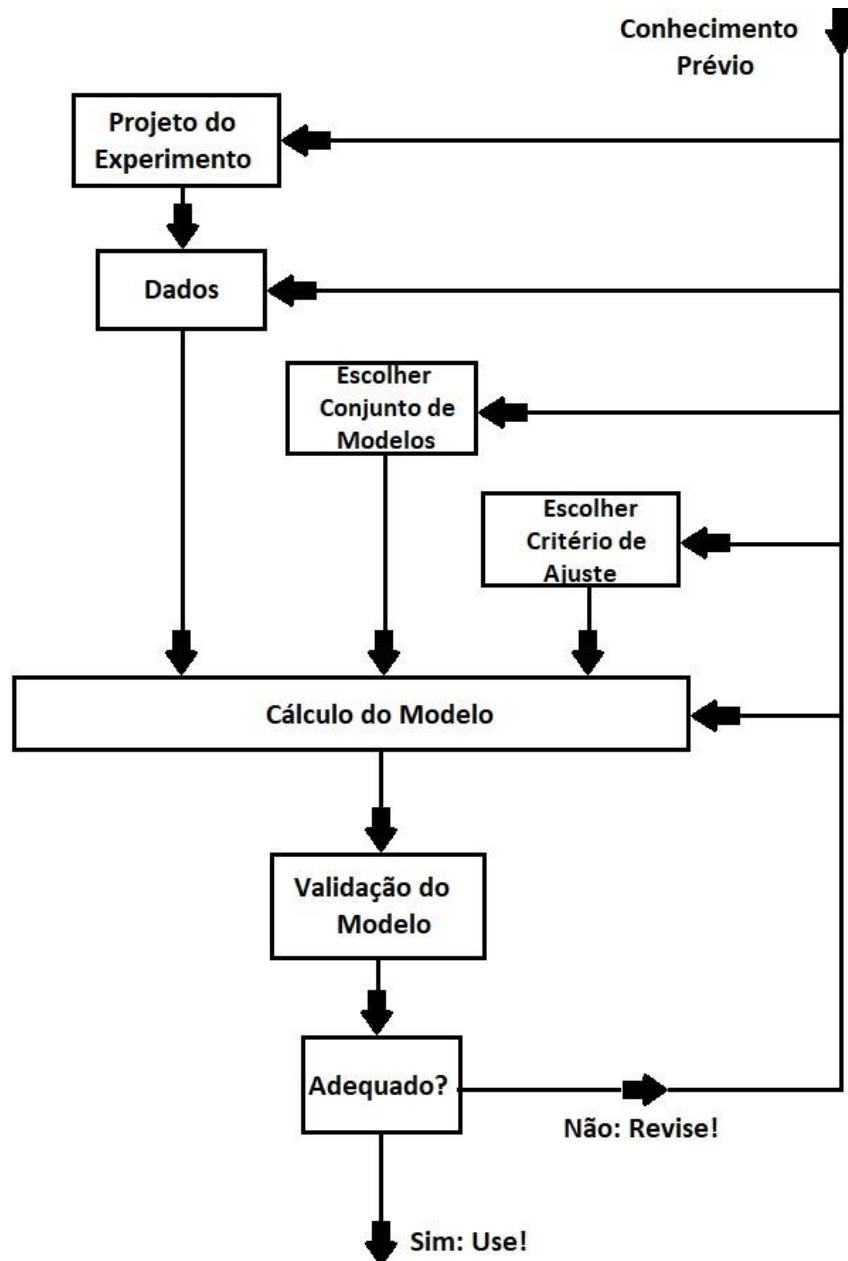 Conhecimento
Prévio
Projeto do
Experimento
Dados
Escolher
Conjunto de
Modelos
Escolher
Critério de
Ajuste
Cálculo do Modelo
Validação do
Modelo
Adequado?
Não: Revise!
Sim: Use!